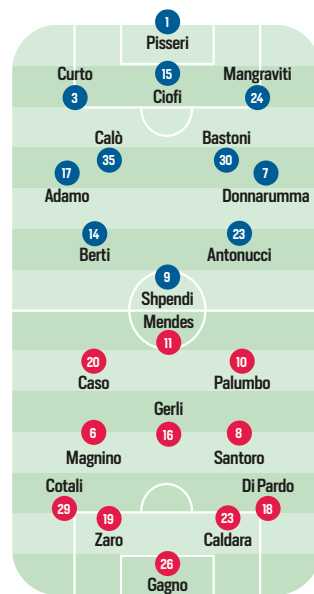 1
Pisseri
Curto
15
Mangraviti
3
Ciofi
24
Calò
Bastoni
35
30
17
7
Adamo
Donnarumma
14
23
Berti
Antonucci
9
Shpendi
Mendes
11
20
10
Caso
Palumbo
Gerli
6
16
8
Magnino
Santoro
Cotali
Di Pardo
29
19
23
18
Zaro
Caldara
26
Gagno